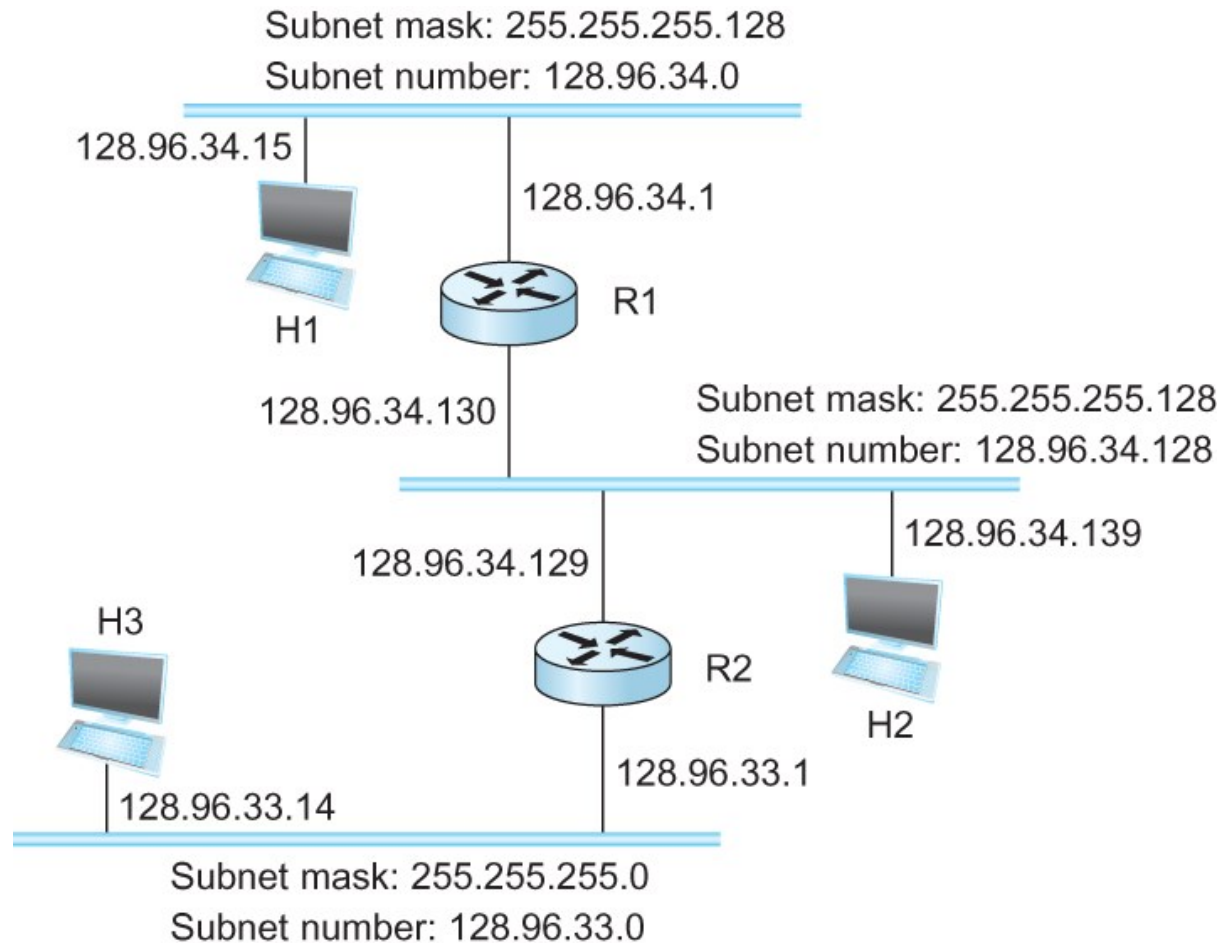 Subnet mask: 255.255.255.128
Subnet number: 128.96.34.0
128.96.34.15
128.96.34.1
H1
R1
128.96.34.130
Subnet mask: 255.255.255.128
Subnet number: 128.96.34.128
128.96.34.129
128.96.34.139
H3
R2
H2
128.96.33.1
128.96.33.14
Subnet mask: 255.255.255.0
Subnet number: 128.96.33.0